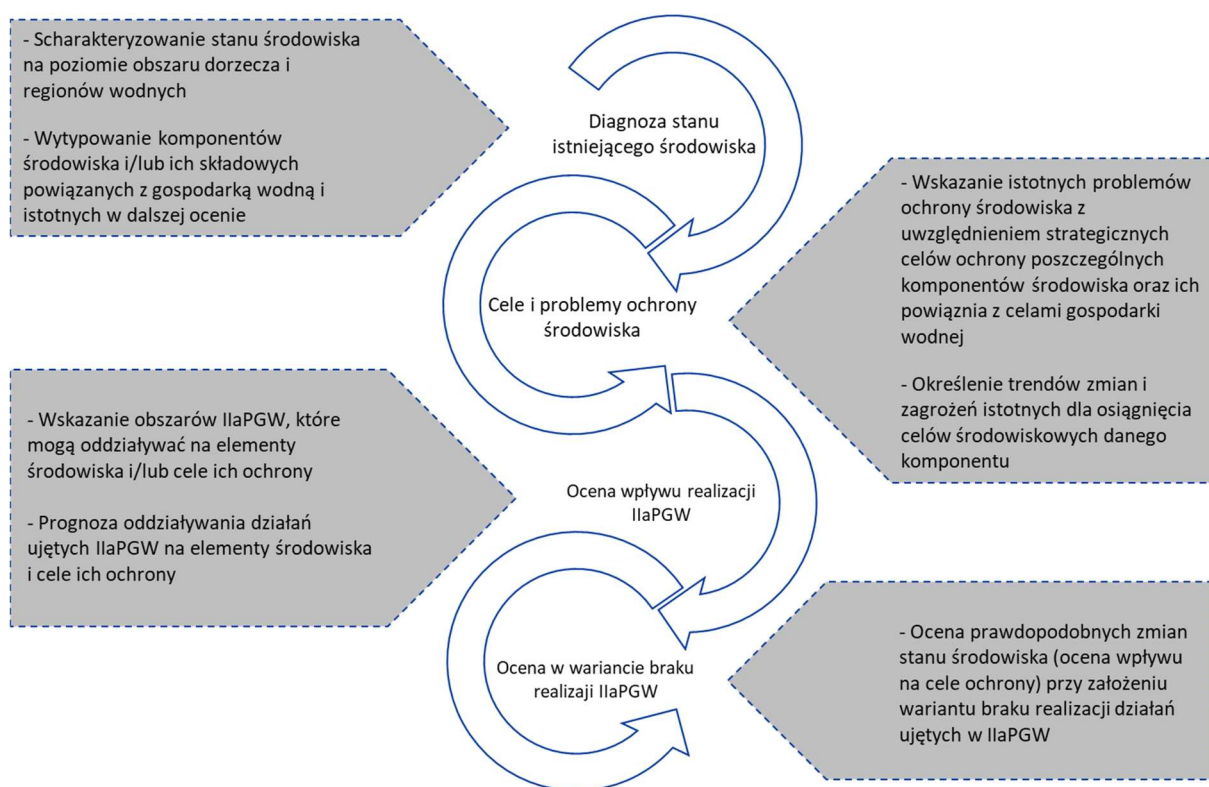 - Scharakteryzowanie stanu środowiska
na poziomie obszaru dorzecza i
regionów wodnych
- Wytypowanie komponentów
środowiska i/lub ich składowych
powiązanych z gospodarką wodną i
istotnych w dalszej ocenie
Diagnoza stanu
istniejącego środowiska
- Wskazanie istotnych problemów
ochrony środowiska z
uwzględnieniem strategicznych
celów ochrony poszczególnych
komponentów środowiska oraz ich
powiąznia z celami gospodarki
wodnej
- Określenie trendów zmian i
zagrożeń istotnych dla osiągnięcia
celów środowiskowych danego
komponentu
Cele i problemy ochrony
środowiska
- Wskazanie obszarów IIaPGW, które
mogą oddziaływać na elementy
środowiska i/lub cele ich ochrony
- Prognoza oddziaływania działań
ujętych IIaPGW na elementy środowiska
i cele ich ochrony
Ocena wpływu realizacji
IIaPGW
Ocena w wariancie braku
realizaji IIaPGW
- Ocena prawdopodobnych zmian
stanu środowiska (ocena wpływu
na cele ochrony) przy założeniu
wariantu braku realizacji działań
ujętych w IIaPGW